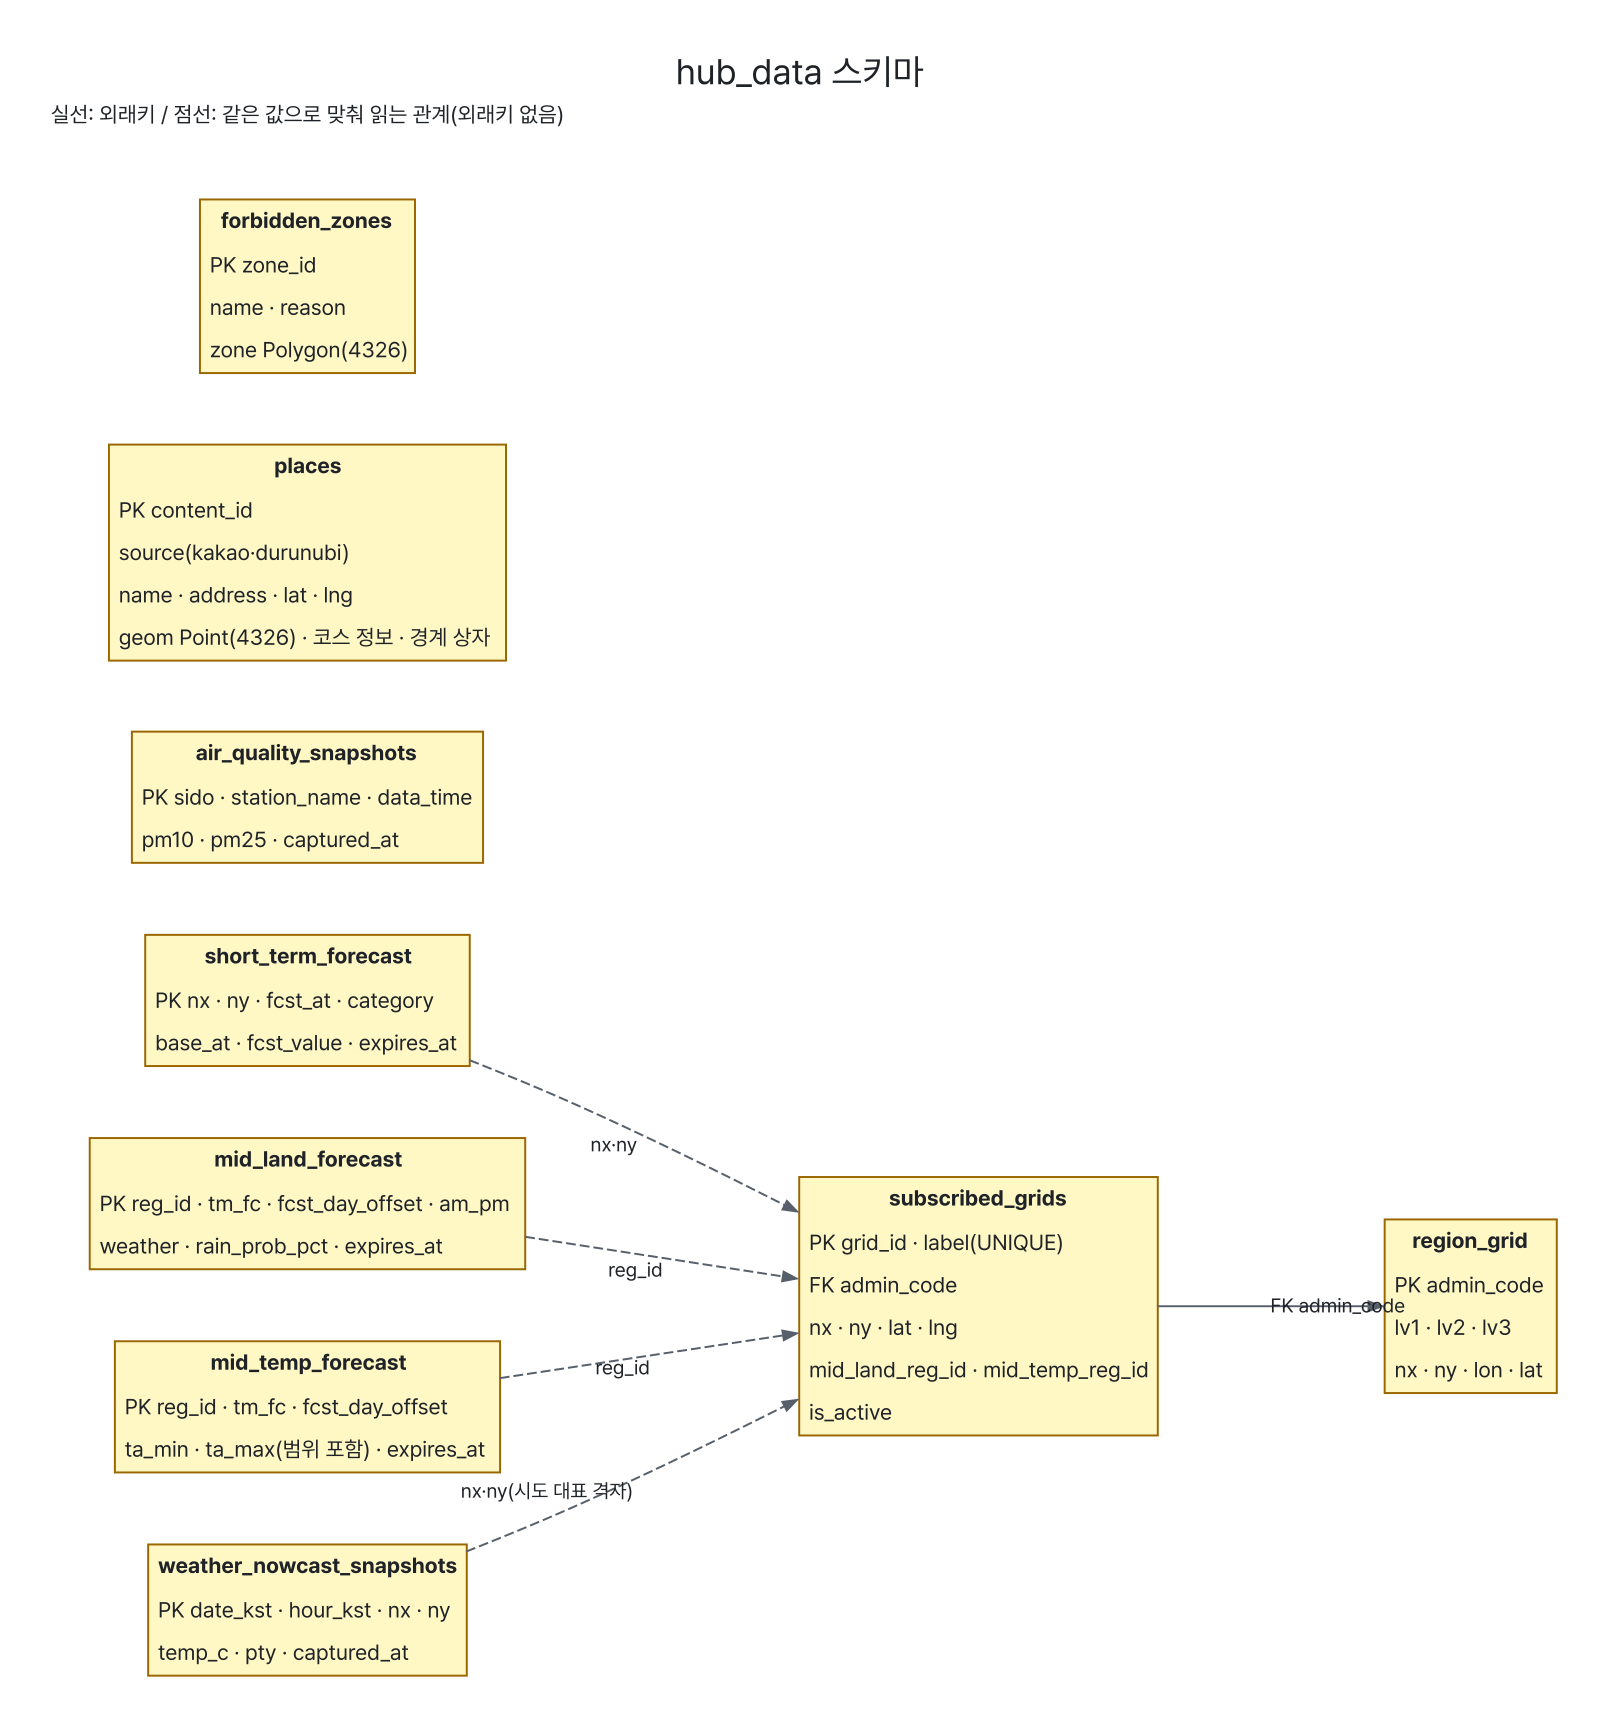 hub_data 스키마
실선: 외래키 / 점선: 같은 값으로 맞춰 읽는 관계(외래키 없음)
forbidden_zones
PK zone_id
name · reason
zone Polygon(4326)
places
PK content_id
source(kakao·durunubi)
name · address · lat · lng
geom Point(4326) · 코스 정보 · 경계 상자
air_quality_snapshots
PK sido · station_name · data_time
pm10 · pm25 · captured_at
short_term_forecast
PK nx · ny · fcst_at · category
base_at · fcst_value · expires_at
nx·ny
mid_land_forecast
PK reg_id · tm_fc · fcst_day_offset · am_pm
weather · rain_prob_pct · expires_at
reg_id
mid_temp_forecast
PK reg_id · tm_fc · fcst_day_offset
ta_min · ta_max(범위 포함) · expires_at
reg_id
nx·ny(시도 대표 격자)
weather_nowcast_snapshots
PK date_kst · hour_kst · nx · ny
temp_c · pty · captured_at
subscribed_grids
PK grid_id · label(UNIQUE)
FK admin_code
nx · ny · lat · lng
mid_land_reg_id · mid_temp_reg_id
is_active
FK admin_code
region_grid
PK admin_code
lv1 · lv2 · lv3
nx · ny · lon · lat